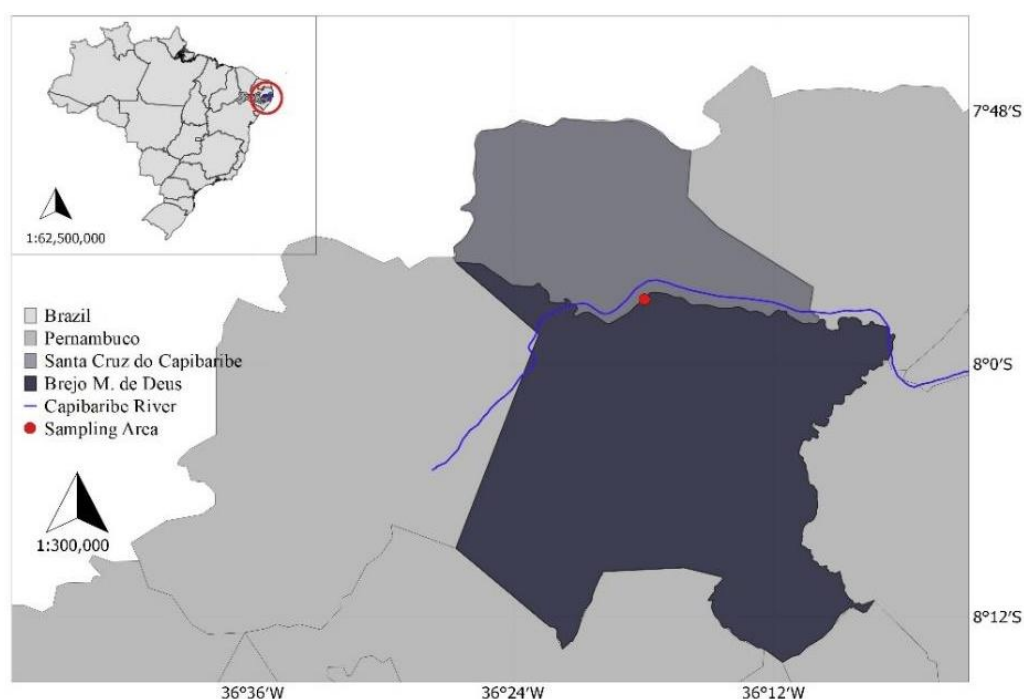 1:62,500,000
7°48'S
Brazil
Pernambuco
Santa Cruz do Capibaribe
8°0'S
Brejo M. de Deus
Capibaribe River
Sampling Area
1:300,000
8°12'S
36°36'W
36°24'W
36°12'W